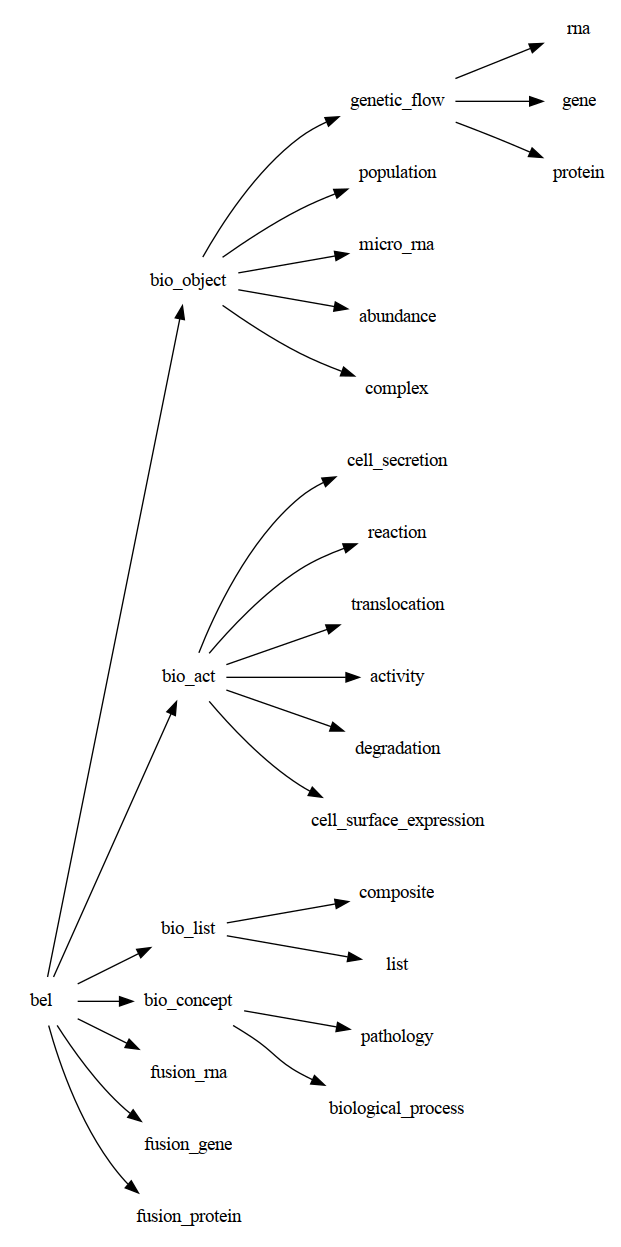 rna
genetic_flow
gene
population
protein
micro_rna
bio_object
abundance
complex
cell_secretion
reaction
translocation
bio_act
activity
degradation
cell_surface_expression
composite
bio_list
list
bel
bio_concept
pathology
fusion_rna
biological_process
fusion_gene
fusion_protein